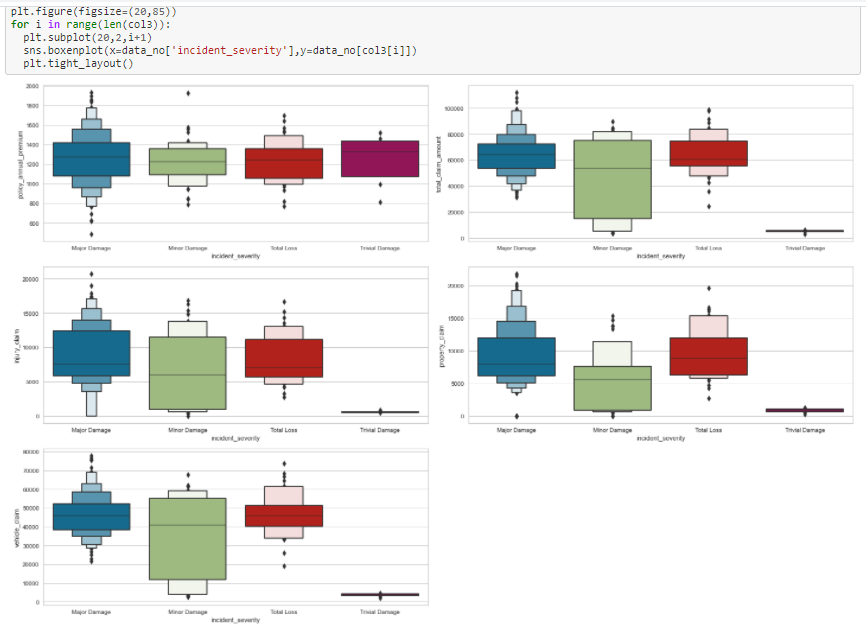 plt.figure(figsize=(20,85))
for i in range(len(col3)):
  plt.subplot(20,2,i+1)
  sns.boxenplot(x=data_no['incident_severity'],y=data_no[col3[i]])
  plt.tight_layout()
2000
1800
1600
1400
1200
1000
800
600
policy_annual_premium
Major Damage Minor Damage Total Loss Trivial Damage
incident_severity
100000
80000
60000
40000
20000
0
total_claim_amount
Major Damage Minor Damage Total Loss Trivial Damage
incident_severity
20000
15000
10000
5000
0
injury_claim
Major Damage Minor Damage Total Loss Trivial Damage
incident_severity
20000
15000
10000
5000
0
property_claim
Major Damage Minor Damage Total Loss Trivial Damage
incident_severity
80000
70000
60000
50000
40000
30000
20000
10000
0
vehicle_claim
Major Damage Minor Damage Total Loss Trivial Damage
incident_severity